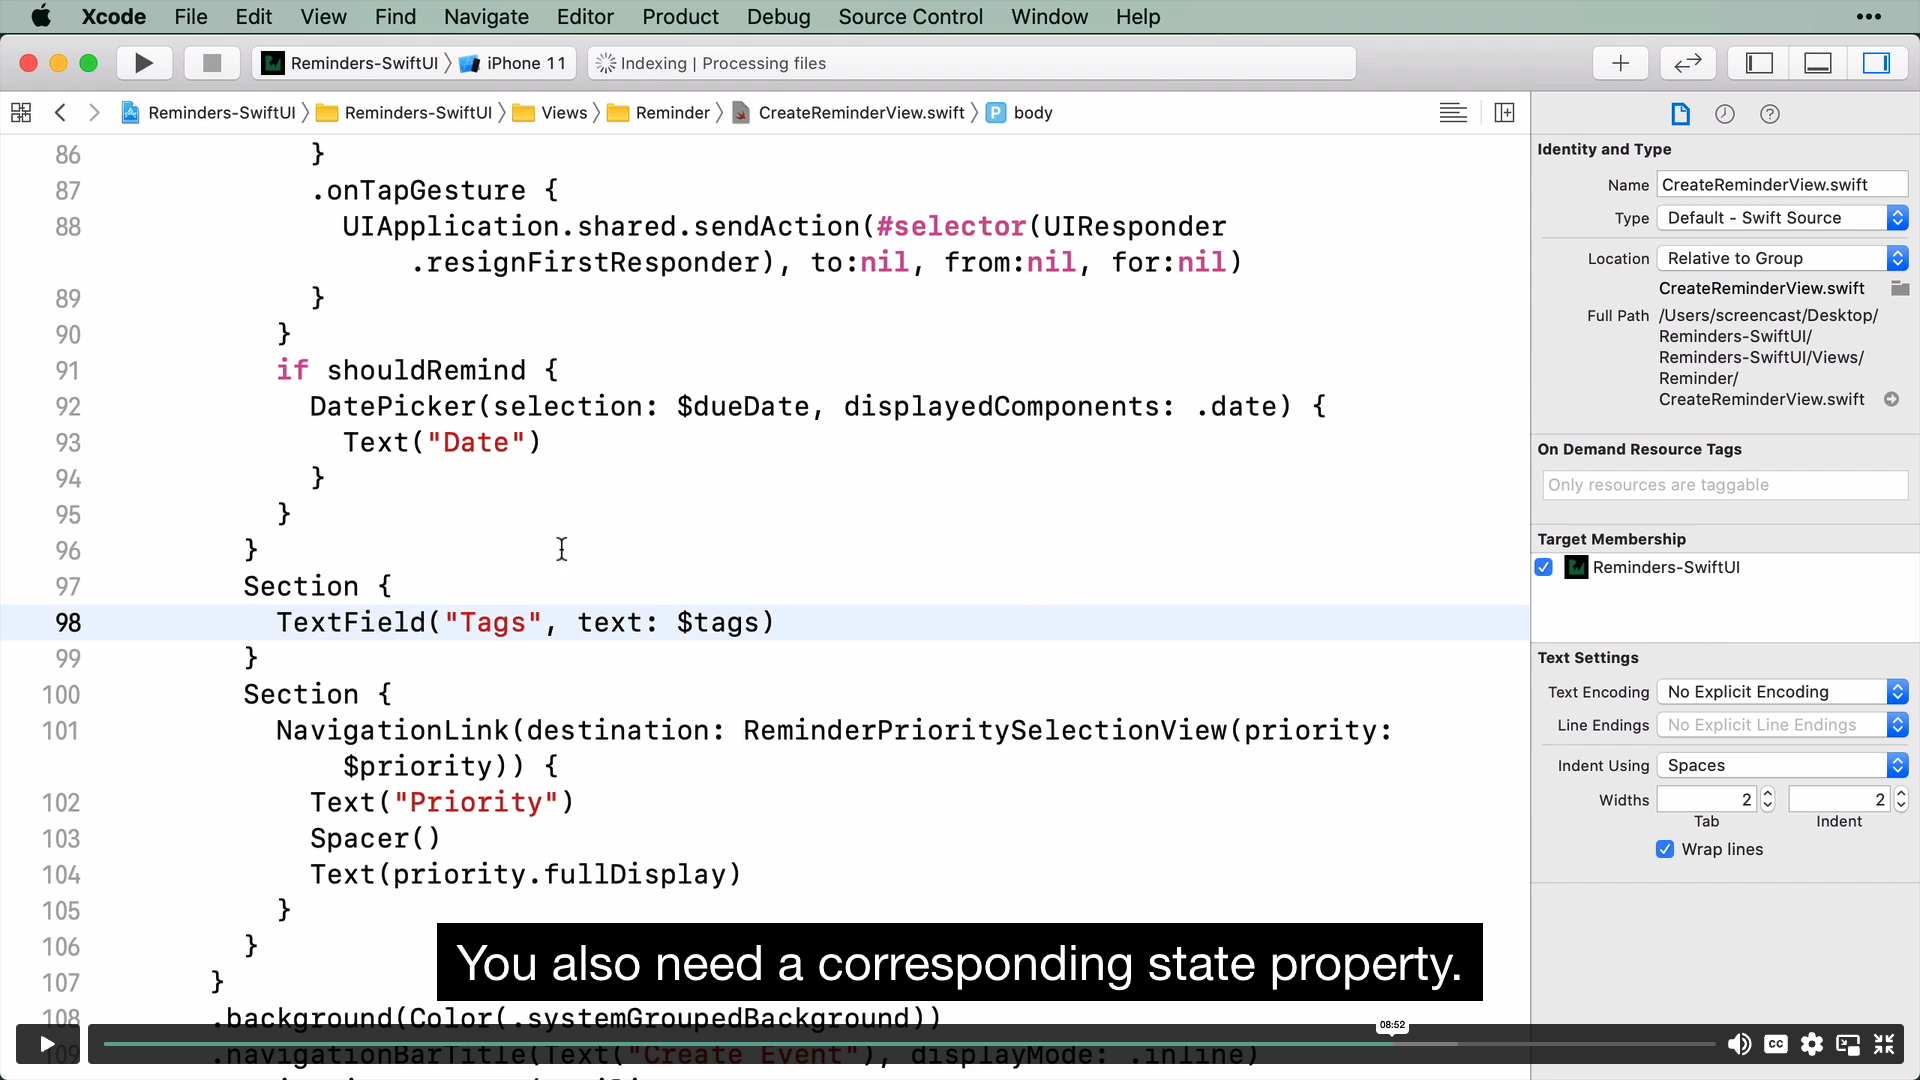 Xcode File Edit View Find Navigate Editor Product Debug Source Control Window Help
Reminders-SwiftUI iPhone 11 Indexing | Processing files
Reminders-SwiftUI Reminders-SwiftUI Views Reminder CreateReminderView.swift P body
86 }
87 .onTapGesture {
88 UIApplication.shared.sendAction(#selector(UIResponder
.resignFirstResponder), to:nil, from:nil, for:nil)
89 }
90 }
91 if shouldRemind {
92 DatePicker(selection: $dueDate, displayedComponents: .date) {
93 Text("Date")
94 }
95 }
96 }
97 Section {
98 TextField("Tags", text: $tags)
99 }
100 Section {
101 NavigationLink(destination: ReminderPrioritySelectionView(priority:
$priority)) {
102 Text("Priority")
103 Spacer()
104 Text(priority.fullDisplay)
105 }
106 }
107 }
108 .background(Color(.systemGroupedBackground))
109 .navigationBarTitle(Text("Create Event"), displayMode: .inline)
You also need a corresponding state property.
08:52
CC
Identity and Type
Name CreateReminderView.swift
Type Default - Swift Source
Location Relative to Group
CreateReminderView.swift
Full Path /Users/screencast/Desktop/
Reminders-SwiftUI/
Reminders-SwiftUI/Views/
Reminder/
CreateReminderView.swift
On Demand Resource Tags
Only resources are taggable
Target Membership
Reminders-SwiftUI
Text Settings
Text Encoding No Explicit Encoding
Line Endings No Explicit Line Endings
Indent Using Spaces
Widths 2 2
Tab Indent
Wrap lines